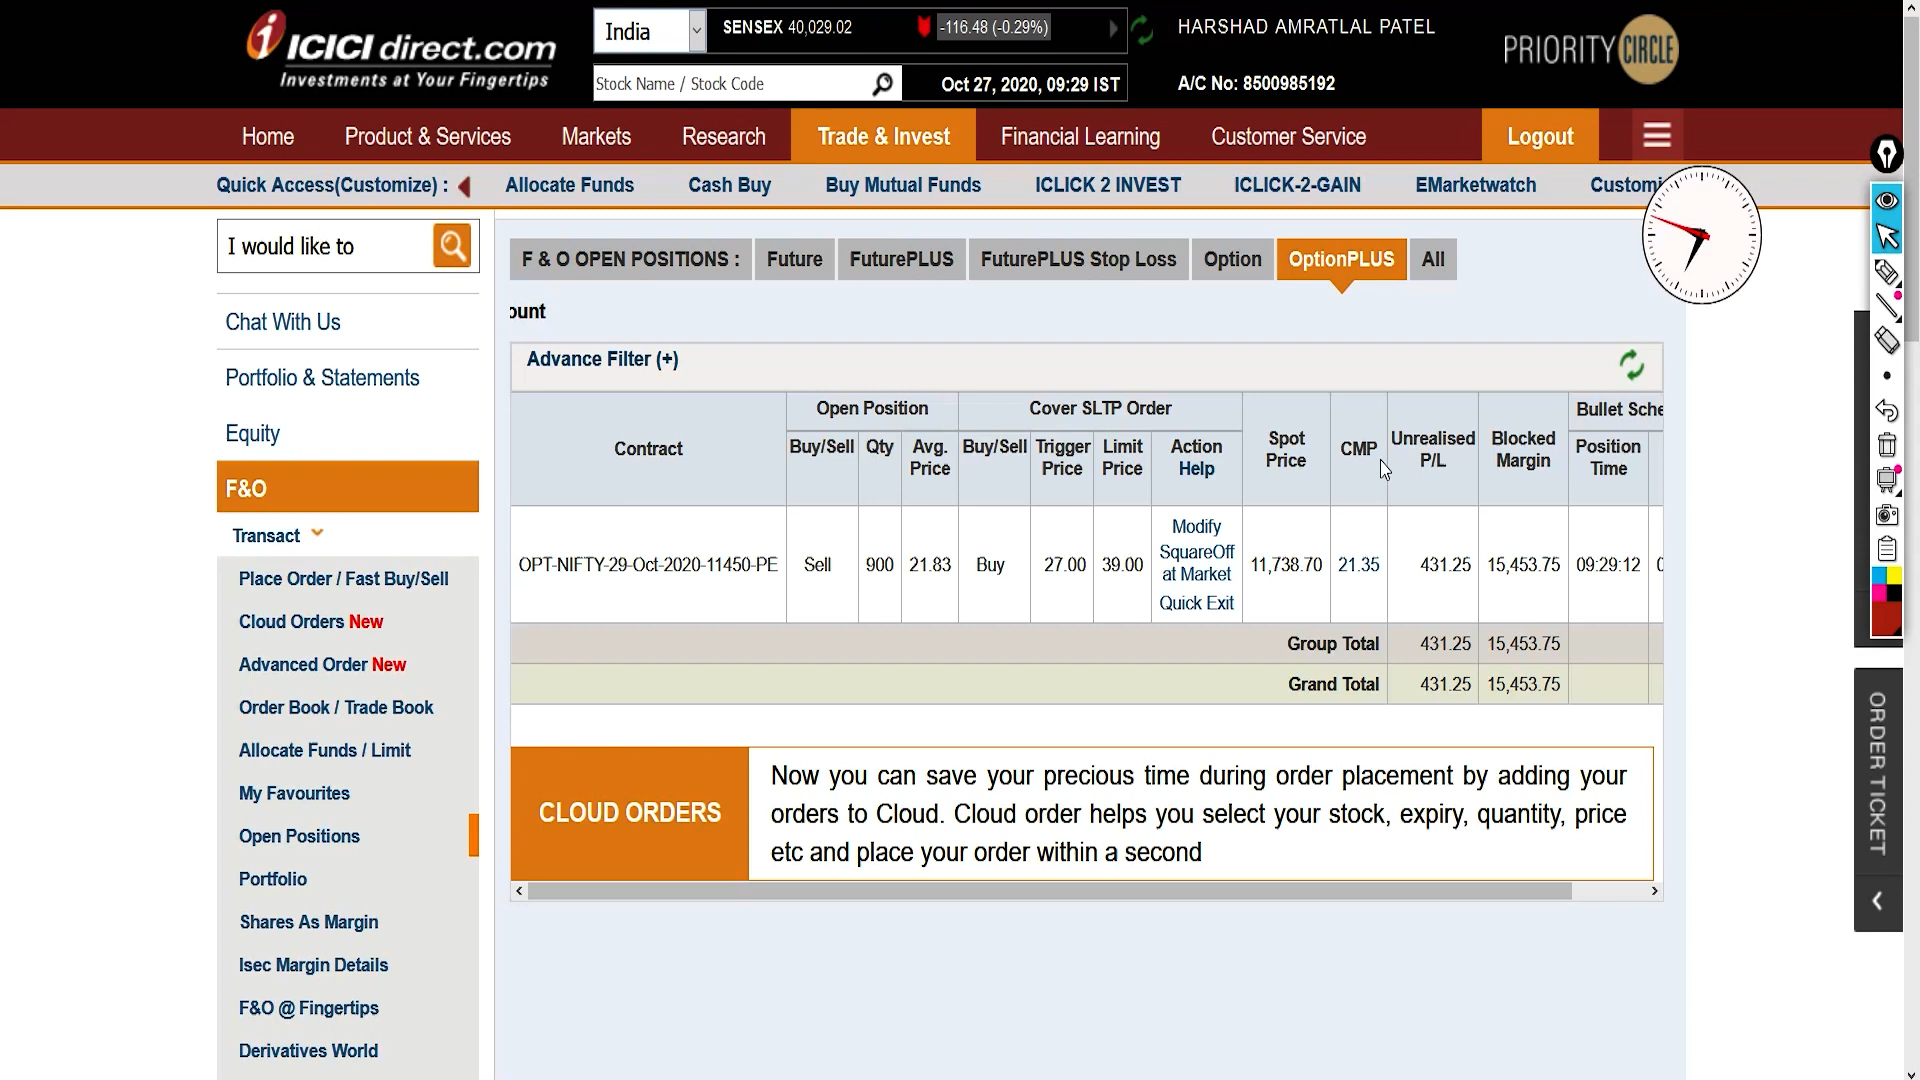 ICICI direct.com
Investments at Your Fingertips
India
SENSEX 40,029.02
-116.48 (-0.29%)
HARSHAD AMRATLAL PATEL
PRIORITY CIRCLE
Stock Name / Stock Code
Oct 27, 2020, 09:29 IST
A/C No: 8500985192
Home
Product & Services
Markets
Research
Trade & Invest
Financial Learning
Customer Service
Logout
Quick Access(Customize) :
Allocate Funds
Cash Buy
Buy Mutual Funds
ICLICK 2 INVEST
ICLICK-2-GAIN
EMarketwatch
Customi
I would like to
Chat With Us
Portfolio & Statements
Equity
F&O
Transact
Place Order / Fast Buy/Sell
Cloud Orders New
Advanced Order New
Order Book / Trade Book
Allocate Funds / Limit
My Favourites
Open Positions
Portfolio
Shares As Margin
Isec Margin Details
F&O @ Fingertips
Derivatives World
F & O OPEN POSITIONS :
Future
FuturePLUS
FuturePLUS Stop Loss
Option
OptionPLUS
All
ount
Advance Filter (+)
Contract
Open Position
Cover SLTP Order
Spot Price
CMP
Unrealised P/L
Blocked Margin
Bullet Sche
Buy/Sell
Qty
Avg. Price
Buy/Sell
Trigger Price
Limit Price
Action Help
Position Time
OPT-NIFTY-29-Oct-2020-11450-PE
Sell
900
21.83
Buy
27.00
39.00
Modify
SquareOff
at Market
Quick Exit
11,738.70
21.35
431.25
15,453.75
09:29:12
Group Total
431.25
15,453.75
Grand Total
431.25
15,453.75
CLOUD ORDERS
Now you can save your precious time during order placement by adding your
orders to Cloud. Cloud order helps you select your stock, expiry, quantity, price
etc and place your order within a second
ORDER TICKET